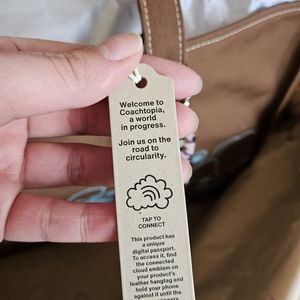 Welcome to
Coachtopia,
a world
in progress.
Join us on the
road to
circularity.
TAP TO
CONNECT
This product has
a unique
digital passport.
To access it, find
the connected
cloud emblem on
your product's
leather hangtag and
hold your phone
against it until the